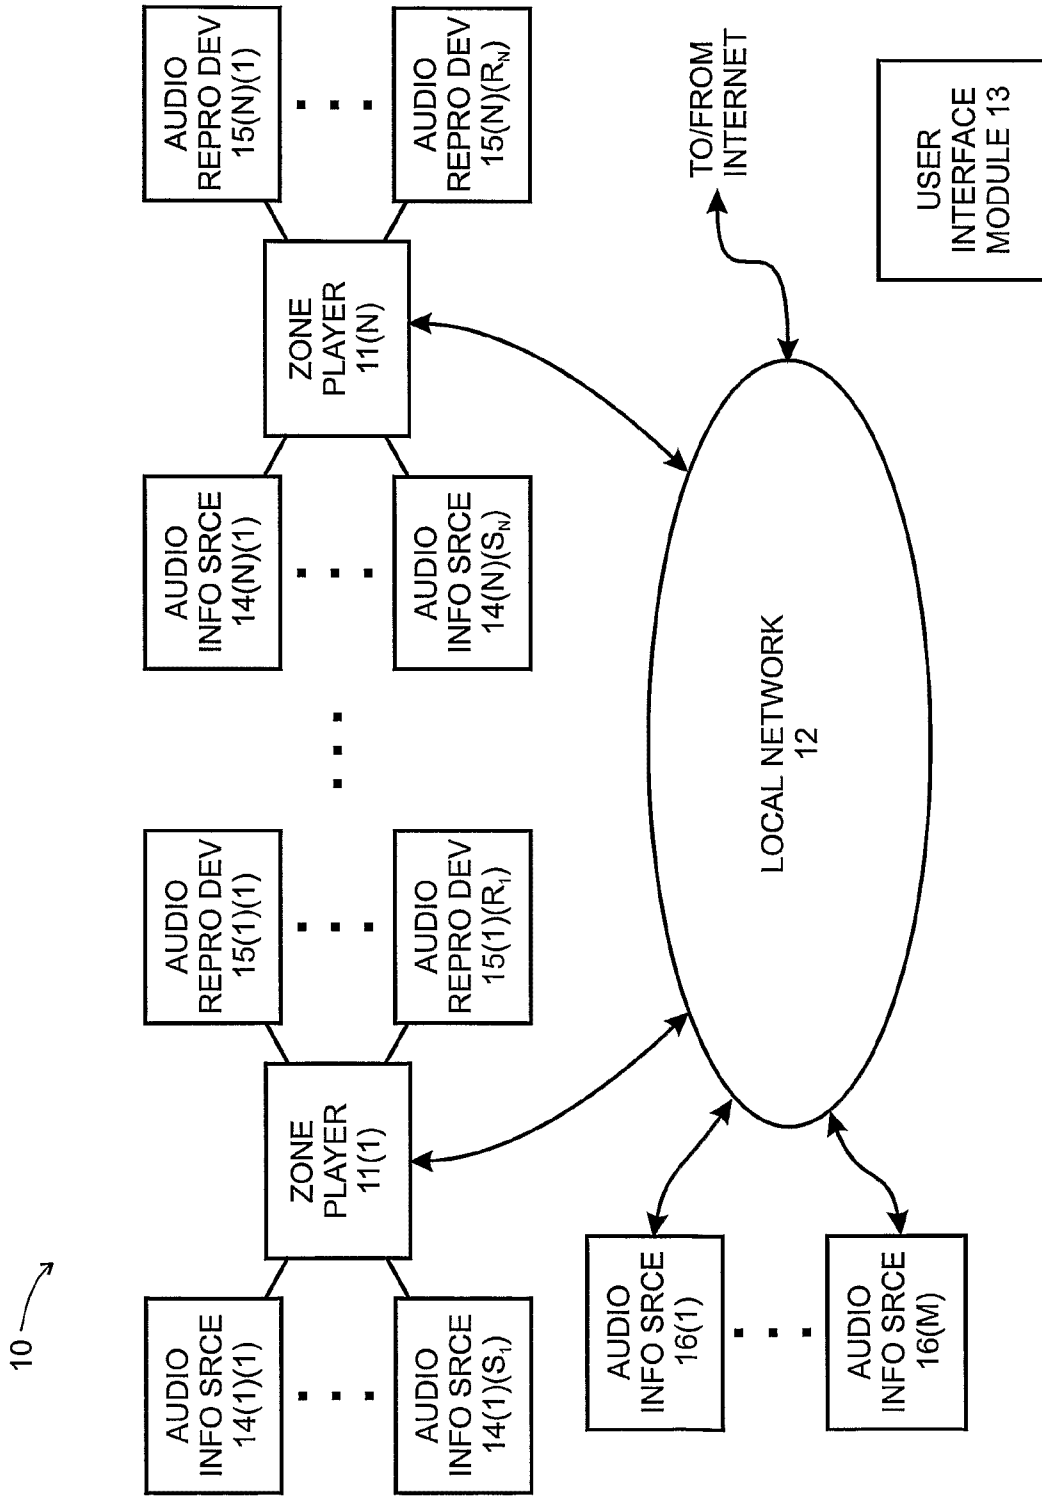 10
AUDIO
INFO SRCE
14(1)(1)
AUDIO
INFO SRCE
14(1)(S₁)
ZONE
PLAYER
11(1)
AUDIO
REPRO DEV
15(1)(1)
AUDIO
REPRO DEV
15(1)(R₁)
AUDIO
INFO SRCE
14(N)(1)
AUDIO
INFO SRCE
14(N)(S_N)
ZONE
PLAYER
11(N)
AUDIO
REPRO DEV
15(N)(1)
AUDIO
REPRO DEV
15(N)(R_N)
AUDIO
INFO SRCE
16(1)
AUDIO
INFO SRCE
16(M)
LOCAL NETWORK
12
TO/FROM
INTERNET
USER
INTERFACE
MODULE 13